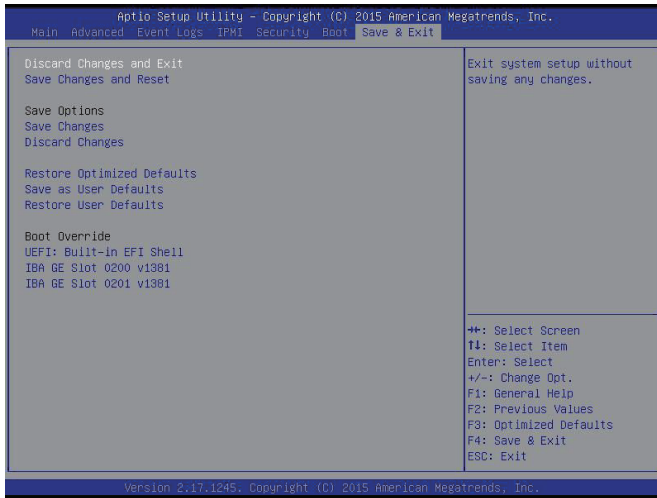 Aptio Setup Utility - Copyright (C) 2015 American Megatrends, Inc.
Main Advanced Event Logs IPMI Security Boot Save & Exit
Discard Changes and Exit
Save Changes and Reset
Save Options
Save Changes
Discard Changes
Restore Optimized Defaults
Save as User Defaults
Restore User Defaults
Boot Override
UEFI: Built-in EFI Shell
IBA GE Slot 0200 v1381
IBA GE Slot 0201 v1381
Exit system setup without
saving any changes.
→←: Select Screen
↑↓: Select Item
Enter: Select
+/-: Change Opt.
F1: General Help
F2: Previous Values
F3: Optimized Defaults
F4: Save & Exit
ESC: Exit
Version 2.17.1245. Copyright (C) 2015 American Megatrends, Inc.